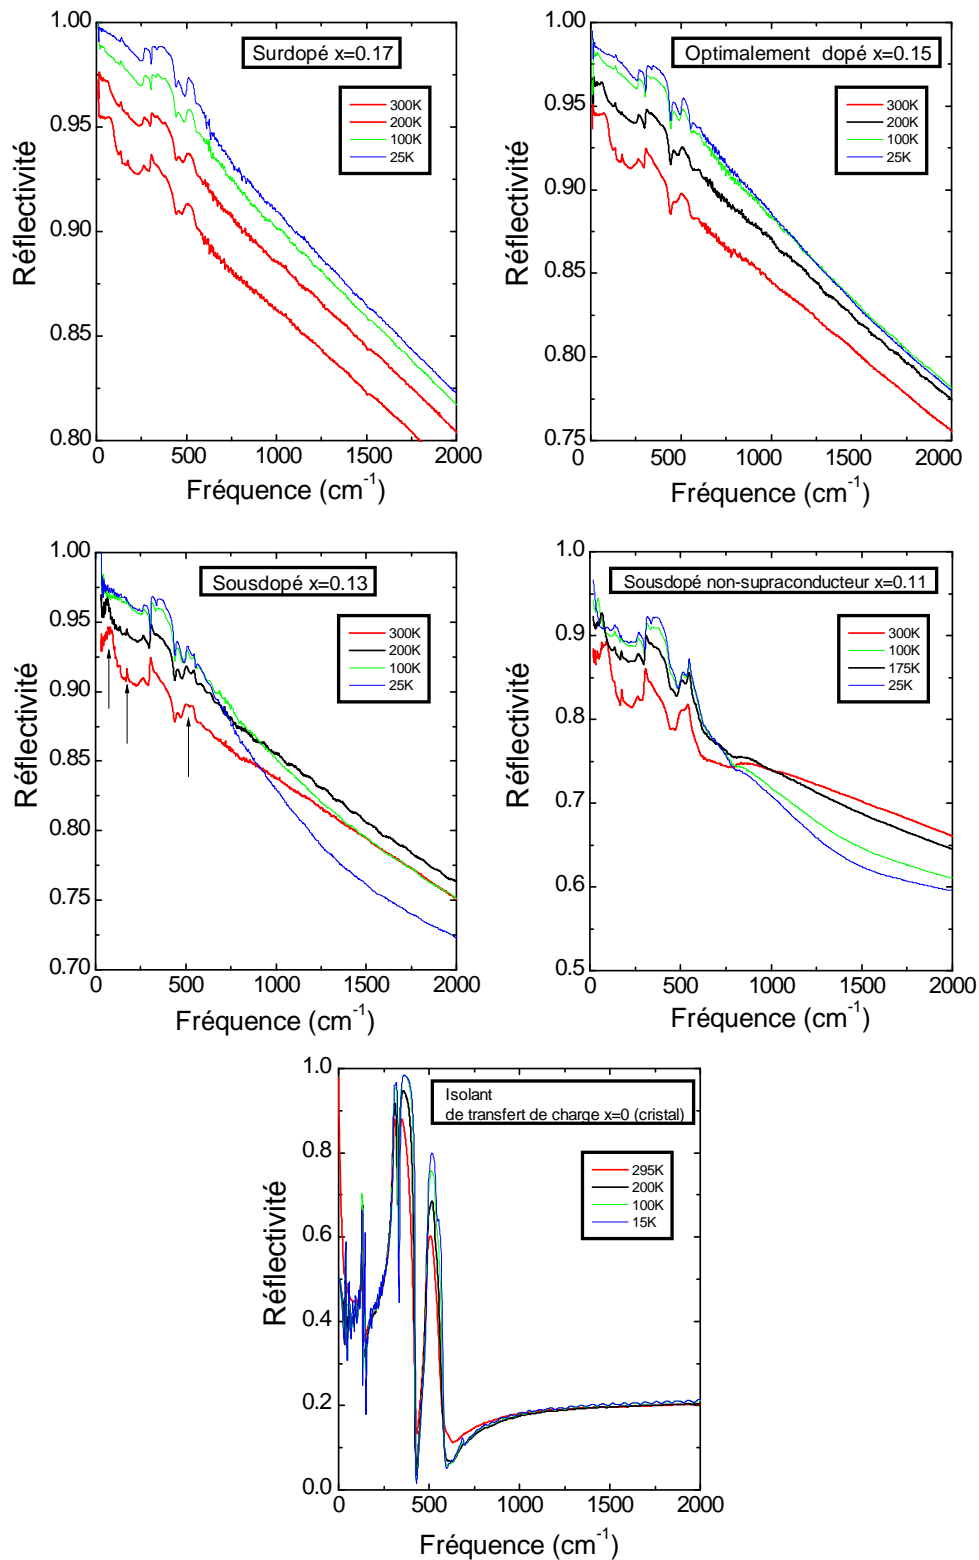 1.00
0.95
0.90
0.85
0.80
Réflectivité
Surdopé x=0.17
300K
200K
100K
25K
0 500 1000 1500 2000
Fréquence (cm-1)
1.00
0.95
0.90
0.85
0.80
0.75
Réflectivité
Optimalement dopé x=0.15
300K
200K
100K
25K
0 500 1000 1500 2000
Fréquence (cm-1)
1.00
0.95
0.90
0.85
0.80
0.75
0.70
Réflectivité
Sousdopé x=0.13
300K
200K
100K
25K
0 500 1000 1500 2000
Fréquence (cm-1)
1.0
0.9
0.8
0.7
0.6
0.5
Réflectivité
Sousdopé non-supraconducteur x=0.11
300K
100K
175K
25K
0 500 1000 1500 2000
Fréquence (cm-1)
1.0
0.8
0.6
0.4
0.2
0.0
Réflectivité
Isolant
de transfert de charge x=0 (cristal)
295K
200K
100K
15K
0 500 1000 1500 2000
Fréquence (cm-1)